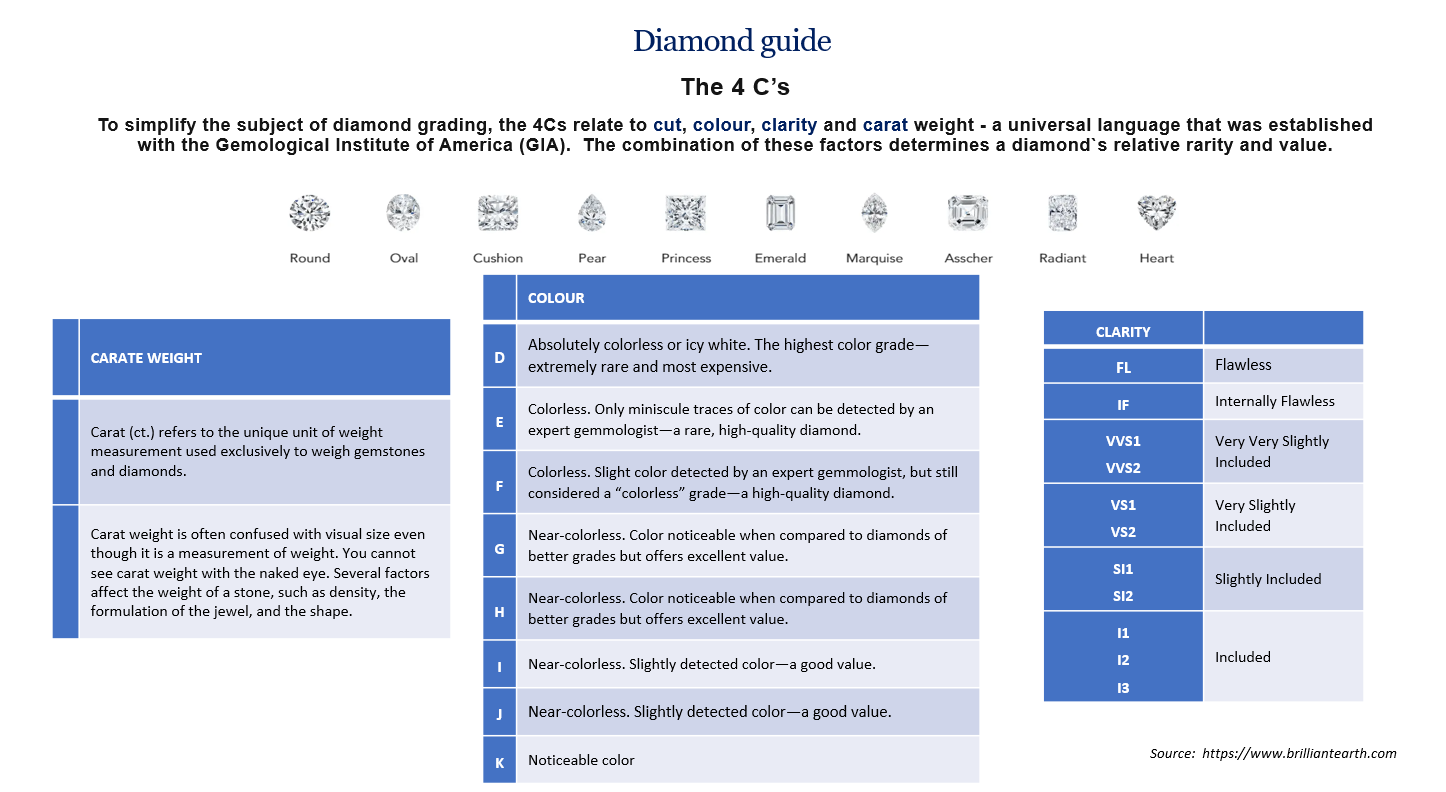 Diamond guide
The 4 C’s
To simplify the subject of diamond grading, the 4Cs relate to cut, colour, clarity and carat weight - a universal language that was established
with the Gemological Institute of America (GIA).  The combination of these factors determines a diamond`s relative rarity and value.
Round Oval Cushion Pear Princess Emerald Marquise Asscher Radiant Heart
CARATE WEIGHT
Carat (ct.) refers to the unique unit of weight
measurement used exclusively to weigh gemstones
and diamonds.
Carat weight is often confused with visual size even
though it is a measurement of weight. You cannot
see carat weight with the naked eye. Several factors
affect the weight of a stone, such as density, the
formulation of the jewel, and the shape.
COLOUR
D
Absolutely colorless or icy white. The highest color grade—
extremely rare and most expensive.
E
Colorless. Only miniscule traces of color can be detected by an
expert gemmologist—a rare, high-quality diamond.
F
Colorless. Slight color detected by an expert gemmologist, but still
considered a “colorless” grade—a high-quality diamond.
G
Near-colorless. Color noticeable when compared to diamonds of
better grades but offers excellent value.
H
Near-colorless. Color noticeable when compared to diamonds of
better grades but offers excellent value.
I
Near-colorless. Slightly detected color—a good value.
J
Near-colorless. Slightly detected color—a good value.
K
Noticeable color
CLARITY
FL
Flawless
IF
Internally Flawless
VVS1
VVS2
Very Very Slightly
Included
VS1
VS2
Very Slightly
Included
SI1
SI2
Slightly Included
I1
I2
I3
Included
Source:  https://www.brilliantearth.com